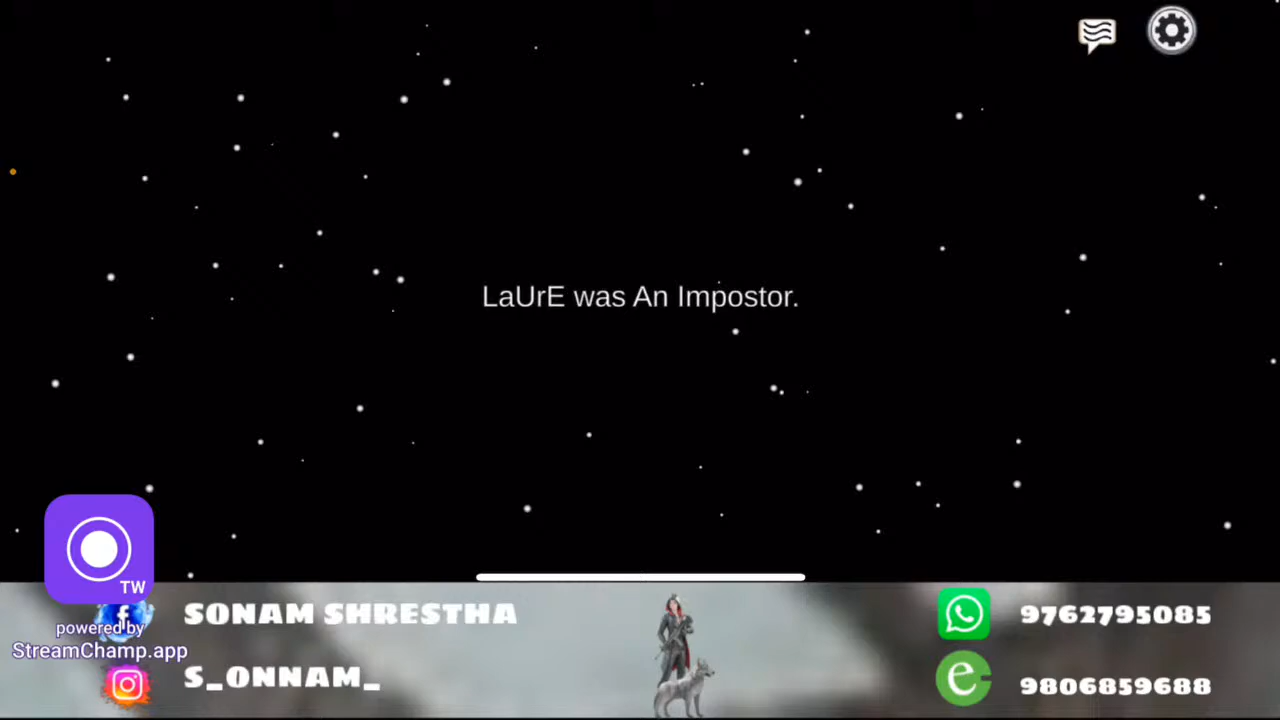 LaUrE was An Impostor.
TW
powered by
StreamChamp.app
SONAM SHRESTHA
S_ONNAM_
9762795085
9806859688